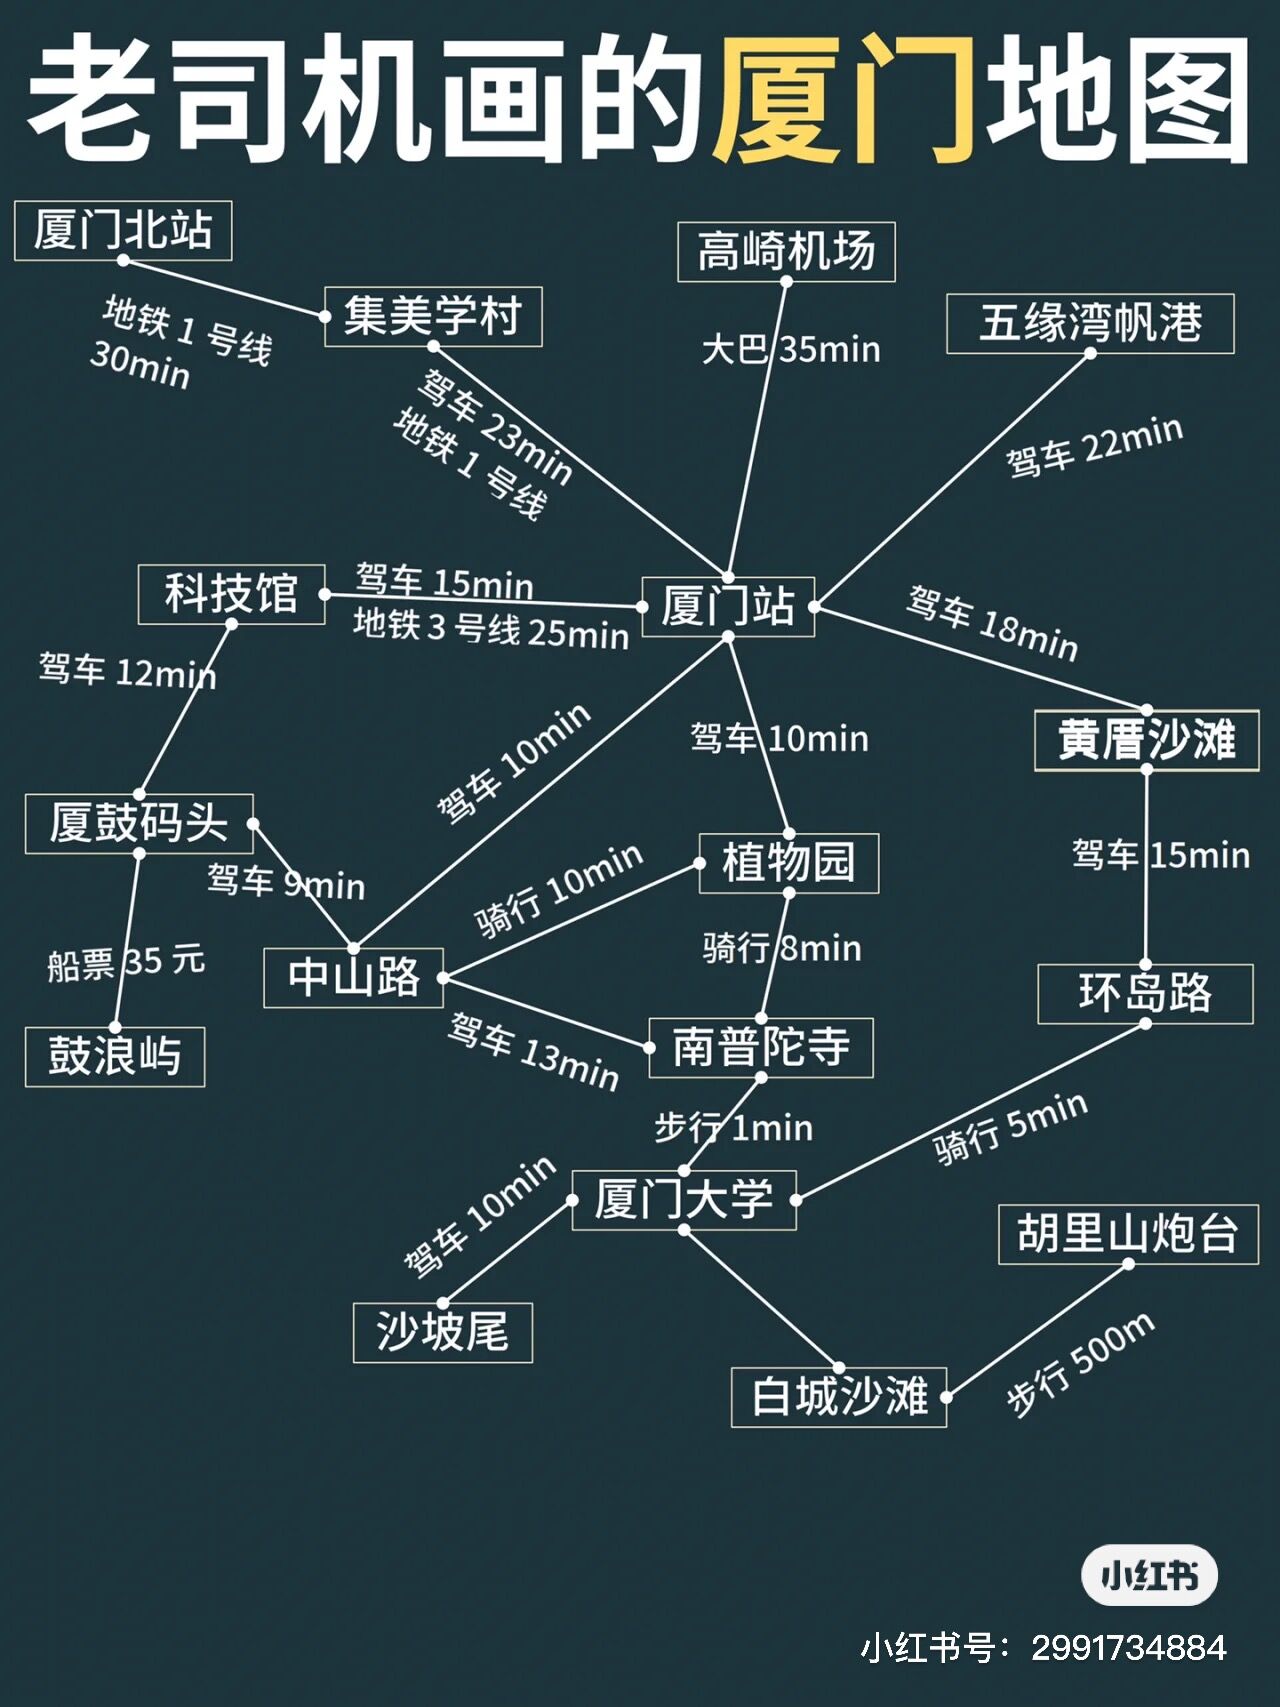 老司机画的厦门地图
厦门北站
高崎机场
集美学村
五缘湾帆港
地铁 1 号线
30min
大巴 35min
驾车 23min
地铁 1 号线
驾车 22min
科技馆
驾车 15min
地铁 3 号线 25min
厦门站
驾车 18min
驾车 12min
驾车 10min
驾车 10min
黄厝沙滩
厦鼓码头
驾车 9min
骑行 10min
植物园
驾车 15min
船票 35 元
中山路
骑行 8min
环岛路
鼓浪屿
驾车 13min
南普陀寺
步行 1min
骑行 5min
驾车 10min
厦门大学
胡里山炮台
沙坡尾
白城沙滩
步行 500m
小红书
小红书号：2991734884